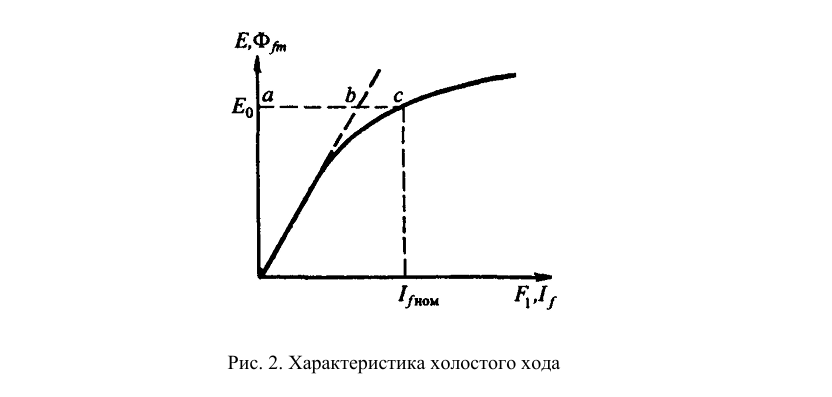 E,Φfm
a b c
E0
Ifном F1,If
Рис. 2. Характеристика холостого хода